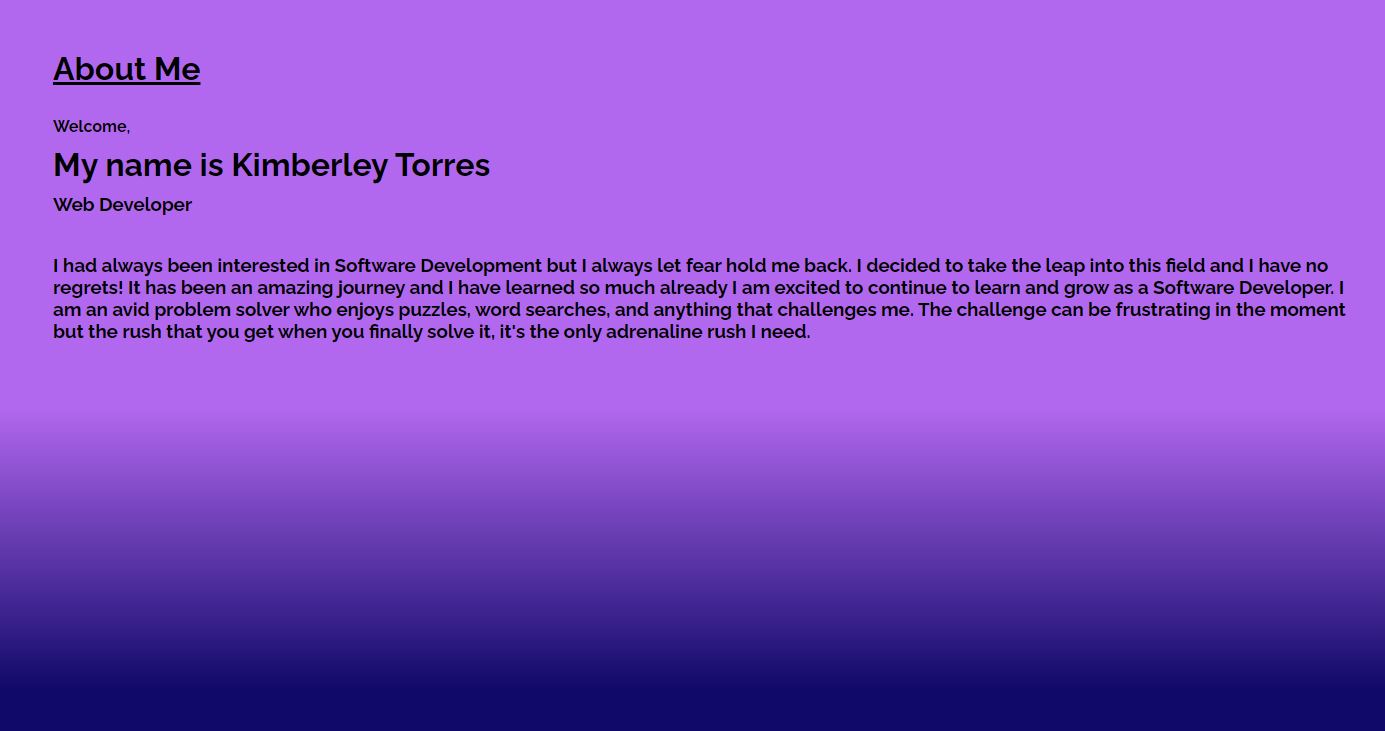 About Me
Welcome,
My name is Kimberley Torres
Web Developer
I had always been interested in Software Development but I always let fear hold me back. I decided to take the leap into this field and I have no
regrets! It has been an amazing journey and I have learned so much already I am excited to continue to learn and grow as a Software Developer. I
am an avid problem solver who enjoys puzzles, word searches, and anything that challenges me. The challenge can be frustrating in the moment
but the rush that you get when you finally solve it, it's the only adrenaline rush I need.